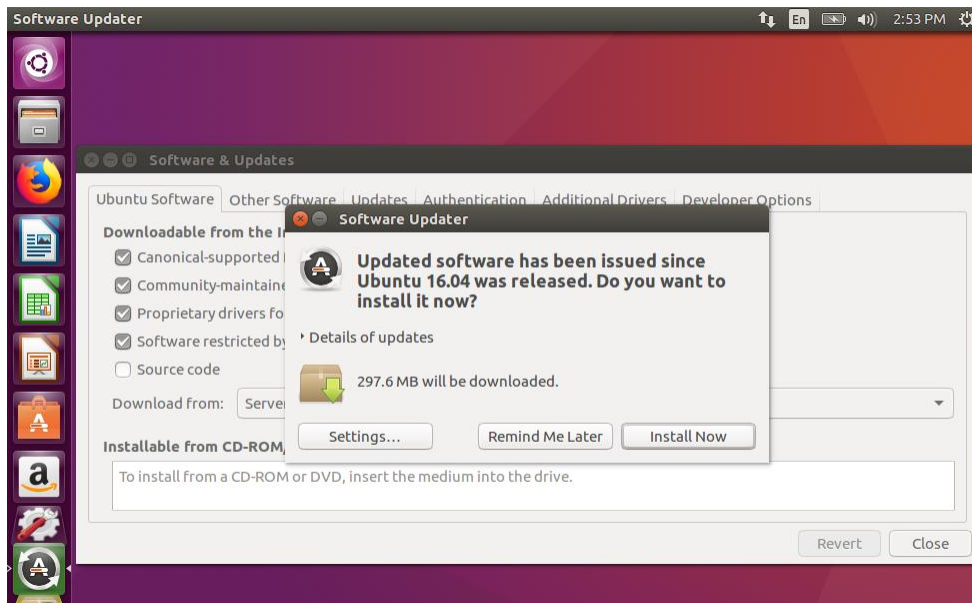 Software Updater
En
2:53 PM
Software & Updates
Ubuntu Software
Other Software
Updates
Authentication
Additional Drivers
Developer Options
Downloadable from the
Canonical-supported
Proprietary drivers
Software restricted by
Source code
Download from:
Installable from CD-ROM
To install from a CD-ROM or DVD, insert the medium into the drive.
Revert
Close
Software Updater
Updated software has been issued since
Ubuntu 16.04 was released. Do you want to
install it now?
Details of updates
297.6 MB will be downloaded.
Settings...
Remind Me Later
Install Now
a